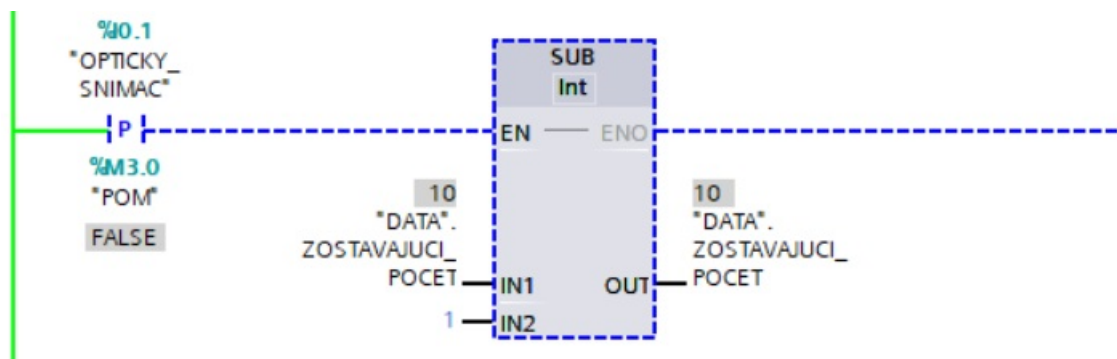 %I0.1
"OPTICKY_
SNIMAC"
P
%M3.0
"POM"
FALSE
SUB
Int
EN
ENO
10
"DATA".
ZOSTAVAJUCI_
POCET
IN1
1
IN2
OUT
10
"DATA".
ZOSTAVAJUCI_
POCET